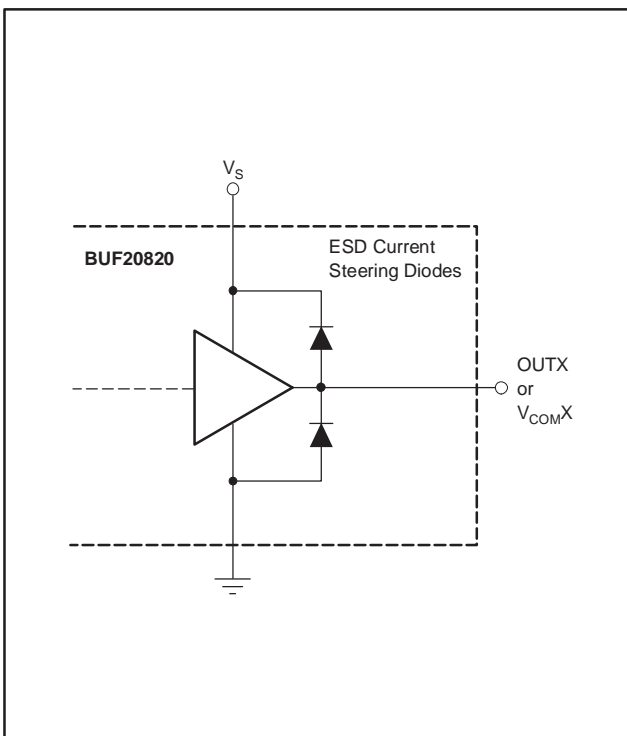 V_S
BUF20820
ESD Current
Steering Diodes
OUTX
or
V_COMX